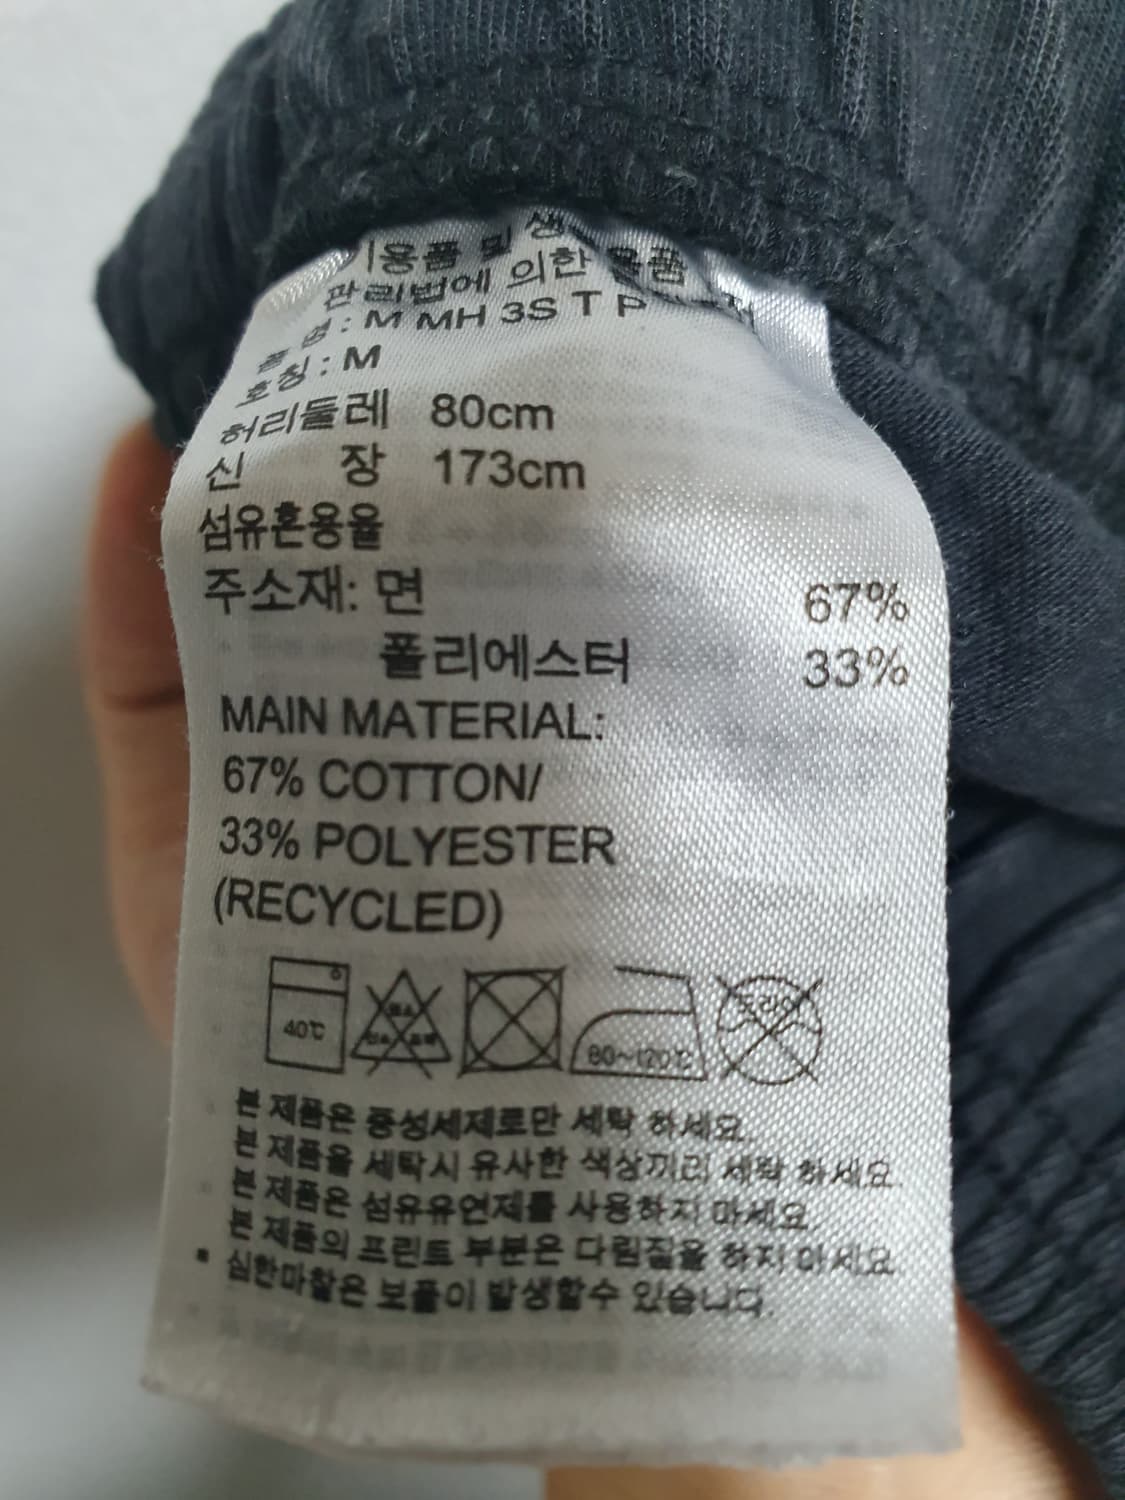 관리법에 의한 용품
품 명: M MH 3S T P
호칭: M
허리둘레 80cm
신 장 173cm
섬유혼용율
주소재: 면 67%
폴리에스터 33%
MAIN MATERIAL:
67% COTTON/
33% POLYESTER
(RECYCLED)
40℃ 80~120℃ 드라이
본 제품은 중성세제로만 세탁 하세요.
본 제품을 세탁시 유사한 색상끼리 세탁 하세요.
본 제품은 섬유유연제를 사용하지 마세요.
본 제품의 프린트 부분은 다림질을 하지 마세요.
심한마찰은 보풀이 발생할수 있습니다.